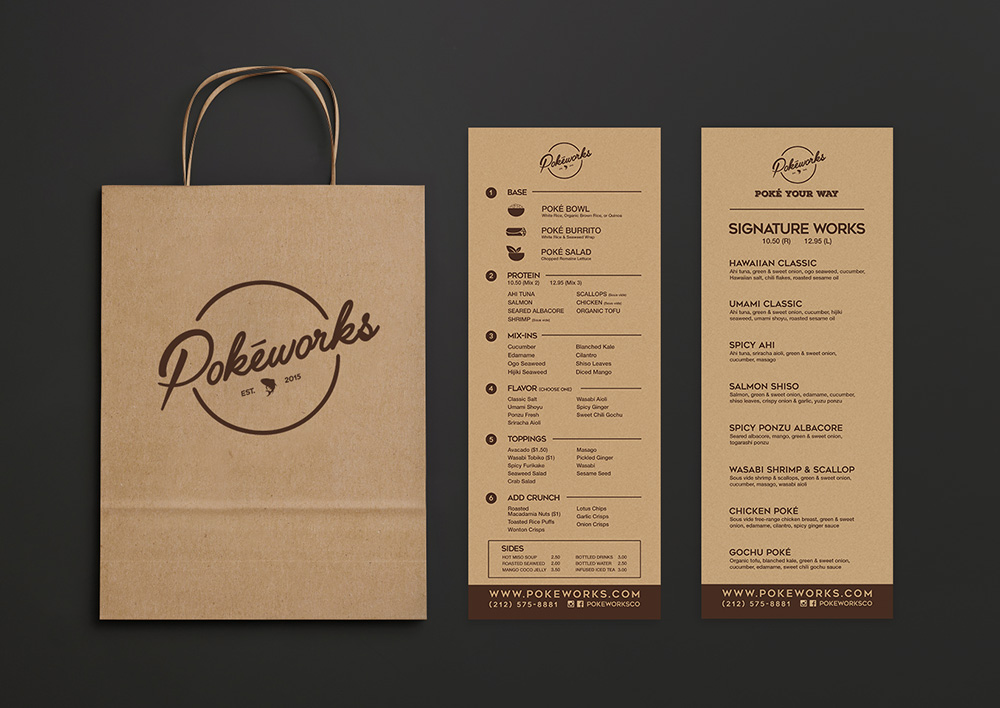 Pokéworks
EST. 2015
Pokéworks
1 BASE
POKÉ BOWL
White Rice, Organic Brown Rice, or Quinoa
POKÉ BURRITO
White Rice & Seaweed Wrap
POKÉ SALAD
Chopped Romaine Lettuce
2 PROTEIN
10.50 (Mix 2) 12.95 (Mix 3)
AHI TUNA
SALMON
SEARED ALBACORE
SHRIMP (Sous vide)
SCALLOPS (Sous vide)
CHICKEN (Sous vide)
ORGANIC TOFU
3 MIX-INS
Cucumber
Edamame
Ogo Seaweed
Hijiki Seaweed
Blanched Kale
Cilantro
Shiso Leaves
Diced Mango
4 FLAVOR (CHOOSE ONE)
Classic Salt
Umami Shoyu
Ponzu Fresh
Sriracha Aioli
Wasabi Aioli
Spicy Ginger
Sweet Chili Gochu
5 TOPPINGS
Avacado ($1.50)
Wasabi Tobiko ($1)
Spicy Furikake
Seaweed Salad
Crab Salad
Masago
Pickled Ginger
Wasabi
Sesame Seed
6 ADD CRUNCH
Roasted
Macadamia Nuts ($1)
Toasted Rice Puffs
Wonton Crisps
Lotus Chips
Garlic Crisps
Onion Crisps
SIDES
HOT MISO SOUP 2.50
ROASTED SEAWEED 2.00
MANGO COCO JELLY 3.50
BOTTLED DRINKS 3.00
BOTTLED WATER 2.50
INFUSED ICED TEA 3.00
WWW.POKEWORKS.COM
(212) 575-8881 POKEWORKSCO
Pokéworks
POKÉ YOUR WAY
SIGNATURE WORKS
10.50 (R) 12.95 (L)
HAWAIIAN CLASSIC
Ahi tuna, green & sweet onion, ogo seaweed, cucumber,
Hawaiian salt, chili flakes, roasted sesame oil
UMAMI CLASSIC
Ahi tuna, green & sweet onion, cucumber, hijiki
seaweed, umami shoyu, roasted sesame oil
SPICY AHI
Ahi tuna, sriracha aioli, green & sweet onion,
cucumber, masago
SALMON SHISO
Salmon, green & sweet onion, edamame, cucumber,
shiso leaves, crispy onion & garlic, yuzu ponzu
SPICY PONZU ALBACORE
Seared albacore, mango, green & sweet onion,
togarashi ponzu
WASABI SHRIMP & SCALLOP
Sous vide shrimp & scallops, green & sweet onion,
cucumber, masago, wasabi aioli
CHICKEN POKÉ
Sous vide free-range chicken breast, green & sweet
onion, edamame, cilantro, spicy ginger sauce
GOCHU POKÉ
Organic tofu, blanched kale, green & sweet onion,
cucumber, edamame, sweet chili gochu sauce
WWW.POKEWORKS.COM
(212) 575-8881 POKEWORKSCO